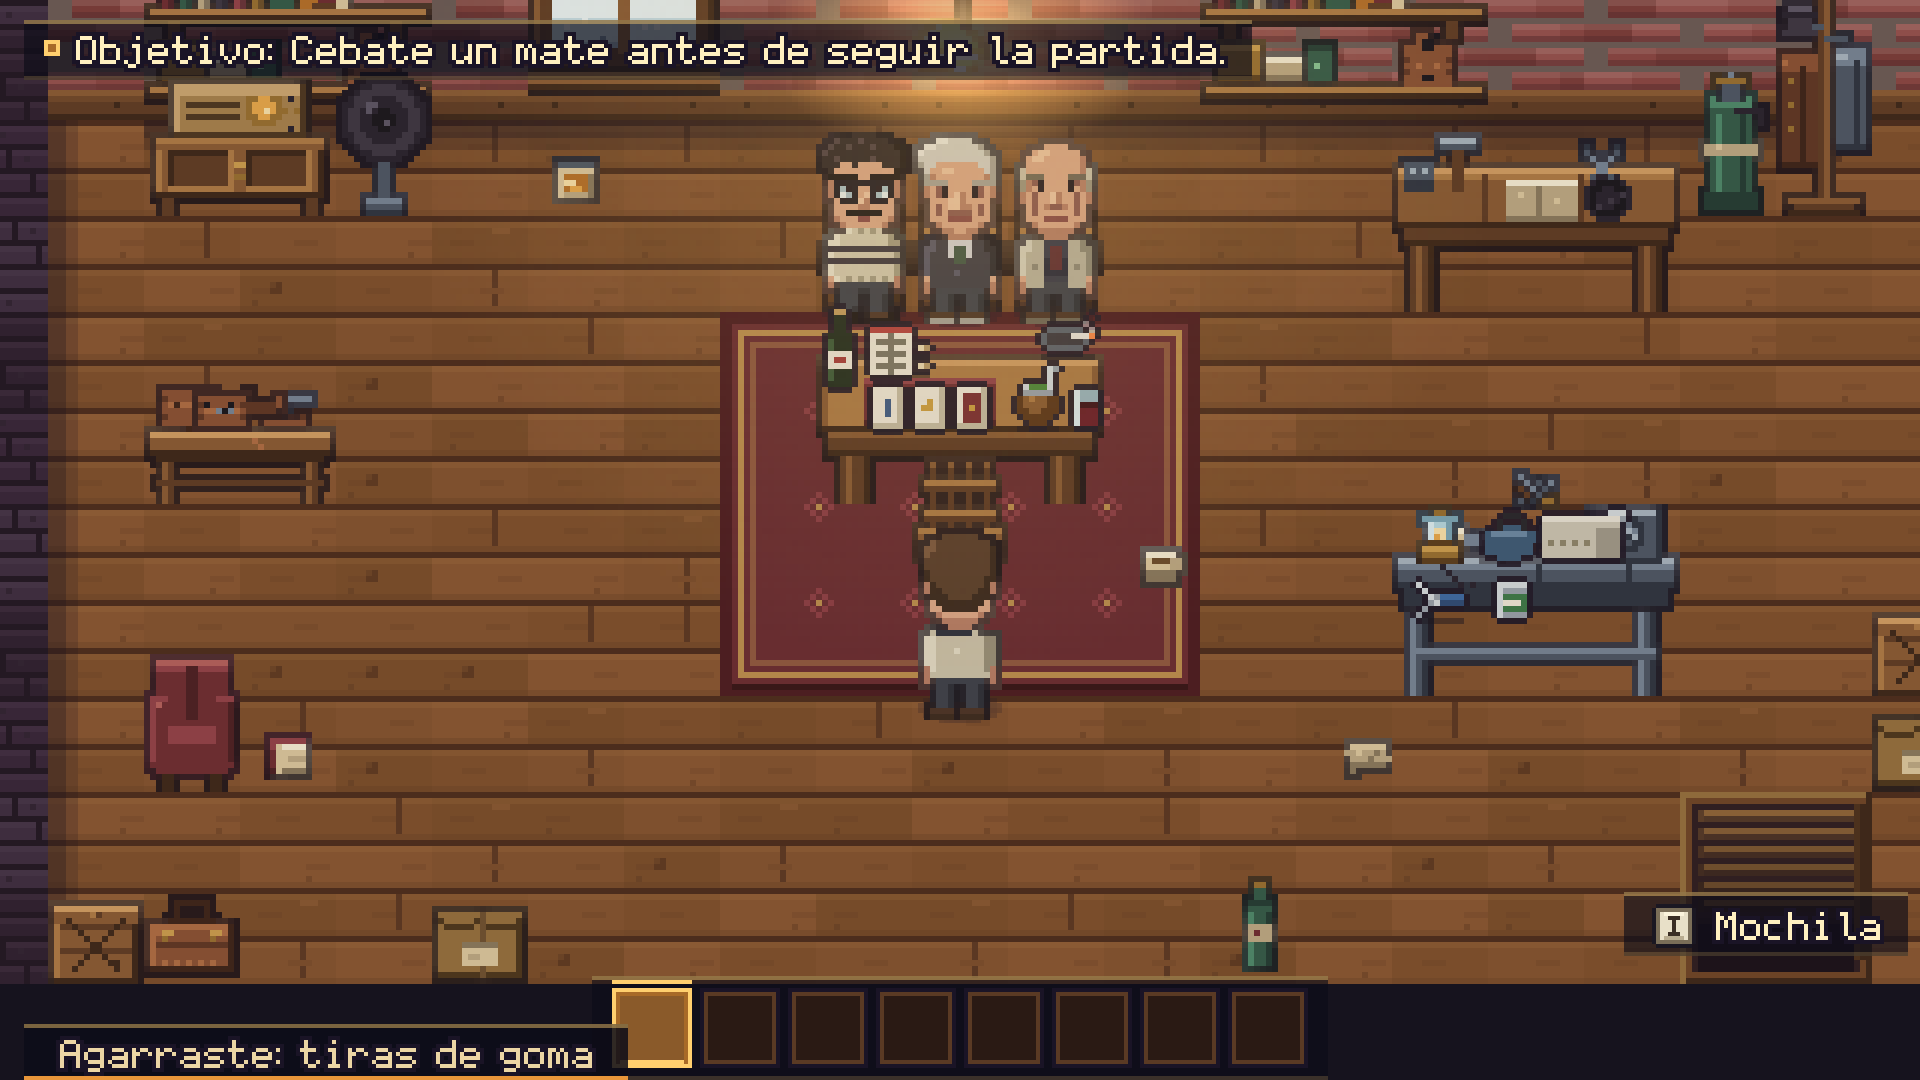 Objetivo: Cebate un mate antes de seguir la partida.
I Mochila
Agarraste: tiras de goma